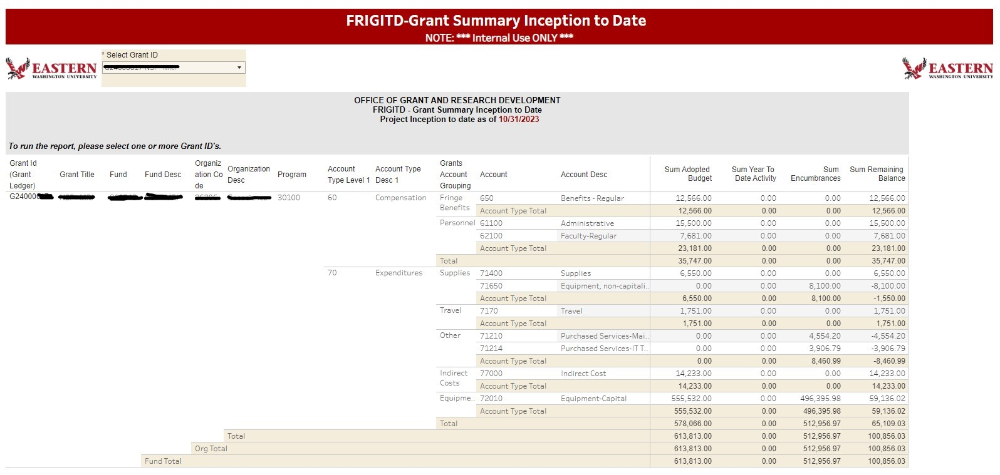 FRIGITD-Grant Summary Inception to Date
NOTE: *** Internal Use ONLY ***
* Select Grant ID
EASTERN
WASHINGTON UNIVERSITY
EASTERN
WASHINGTON UNIVERSITY
OFFICE OF GRANT AND RESEARCH DEVELOPMENT
FRIGITD - Grant Summary Inception to Date
Project Inception to date as of 10/31/2023
To run the report, please select one or more Grant ID's.
Grant Id (Grant Ledger) Grant Title Fund Fund Desc Organization Code Organization Desc Program Account Type Level 1 Account Type Desc 1 Grants Account Grouping Account Account Desc Sum Adopted Budget Sum Year To Date Activity Sum Encumbrances Sum Remaining Balance
G24000 30100 60 Compensation Fringe Benefits 650 Benefits - Regular 12,566.00 0.00 0.00 12,566.00
Account Type Total 12,566.00 0.00 0.00 12,566.00
Personnel 61100 Administrative 15,500.00 0.00 0.00 15,500.00
62100 Faculty-Regular 7,681.00 0.00 0.00 7,681.00
Account Type Total 23,181.00 0.00 0.00 23,181.00
Total 35,747.00 0.00 0.00 35,747.00
70 Expenditures Supplies 71400 Supplies 6,550.00 0.00 0.00 6,550.00
71650 Equipment, non-capitali.. 0.00 0.00 8,100.00 -8,100.00
Account Type Total 6,550.00 0.00 8,100.00 -1,550.00
Travel 7170 Travel 1,751.00 0.00 0.00 1,751.00
Account Type Total 1,751.00 0.00 0.00 1,751.00
Other 71210 Purchased Services-Mai.. 0.00 0.00 4,554.20 -4,554.20
71214 Purchased Services-IT T.. 0.00 0.00 3,906.79 -3,906.79
Account Type Total 0.00 0.00 8,460.99 -8,460.99
Indirect Costs 77000 Indirect Cost 14,233.00 0.00 0.00 14,233.00
Account Type Total 14,233.00 0.00 0.00 14,233.00
Equipme.. 72010 Equipment-Capital 555,532.00 0.00 496,395.98 59,136.02
Account Type Total 555,532.00 0.00 496,395.98 59,136.02
Total 578,066.00 0.00 512,956.97 65,109.03
Total 613,813.00 0.00 512,956.97 100,856.03
Org Total 613,813.00 0.00 512,956.97 100,856.03
Fund Total 613,813.00 0.00 512,956.97 100,856.03